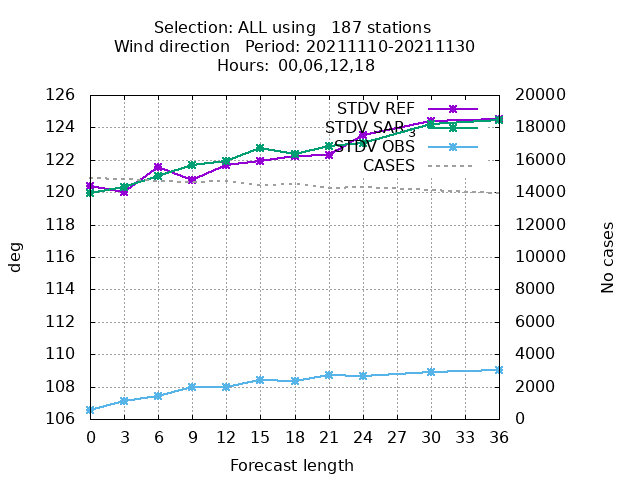 Selection: ALL using   187 stations
Wind direction   Period: 20211110-20211130
Hours:  00,06,12,18
126
124
122
120
118
116
114
112
110
108
106
deg
STDV REF
STDV SAR3
STDV OBS
CASES
20000
18000
16000
14000
12000
10000
8000
6000
4000
2000
0
No cases
0 3 6 9 12 15 18 21 24 27 30 33 36
Forecast length